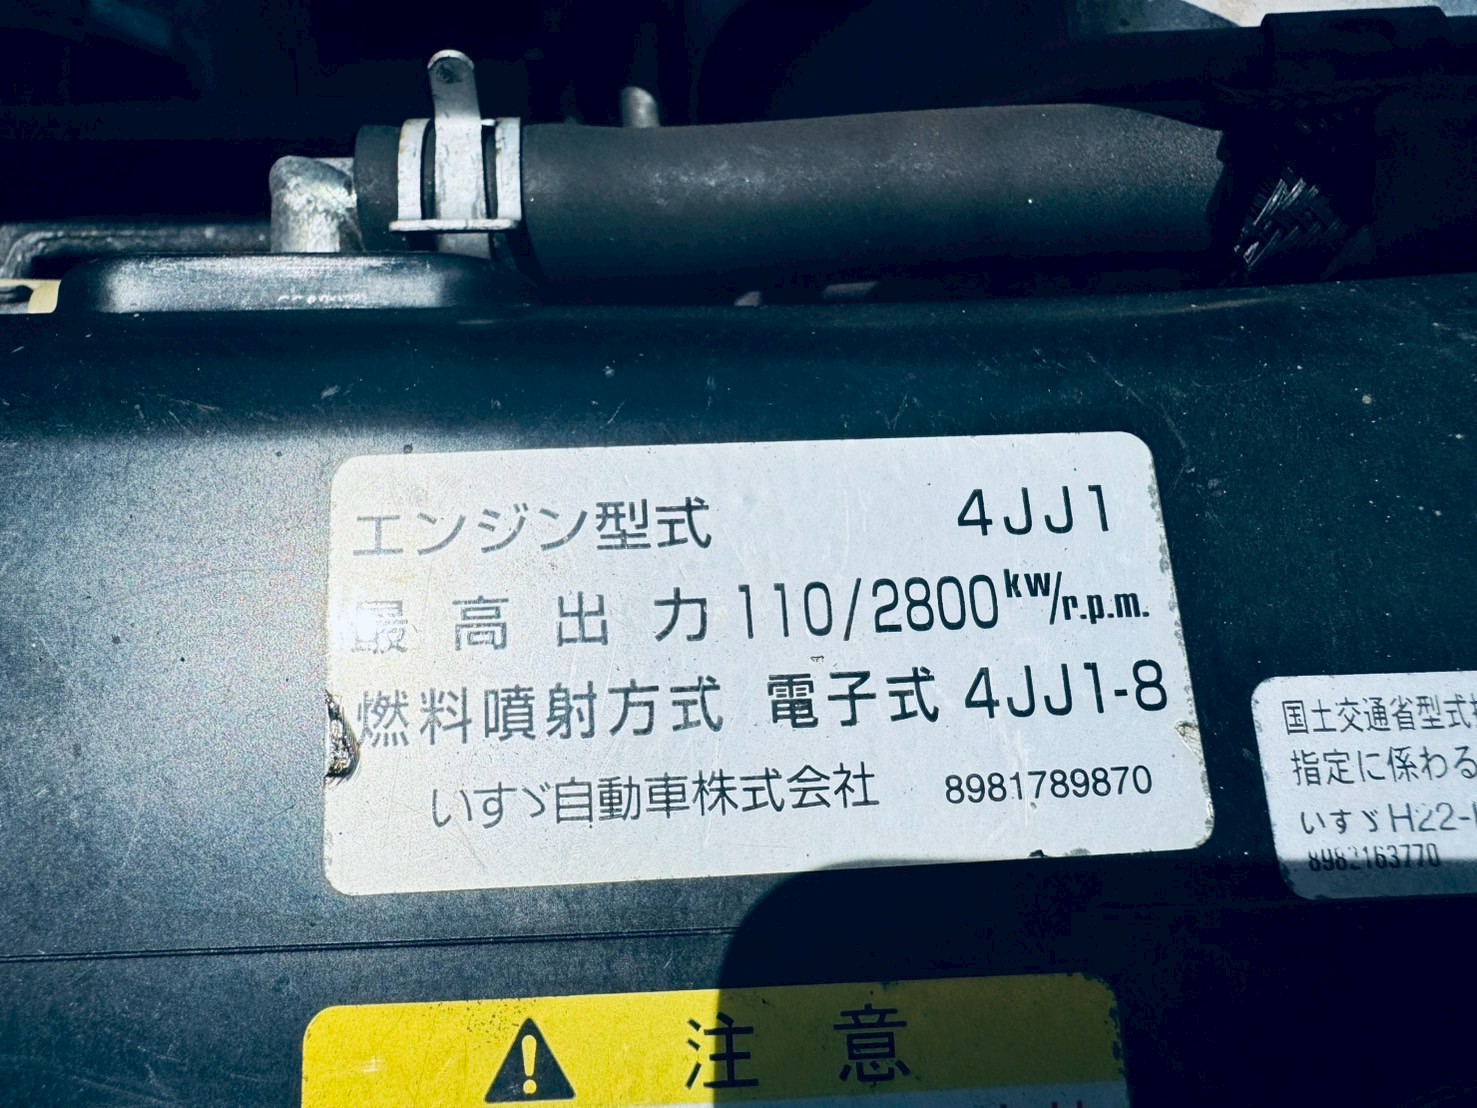 エンジン型式 4JJ1
最高出力 110/2800kw/r.p.m.
燃料噴射方式 電子式 4JJ1-8
いすゞ自動車株式会社 8981789870
国土交通省型式
指定に係わる
いすゞH22-
8982163770
注意